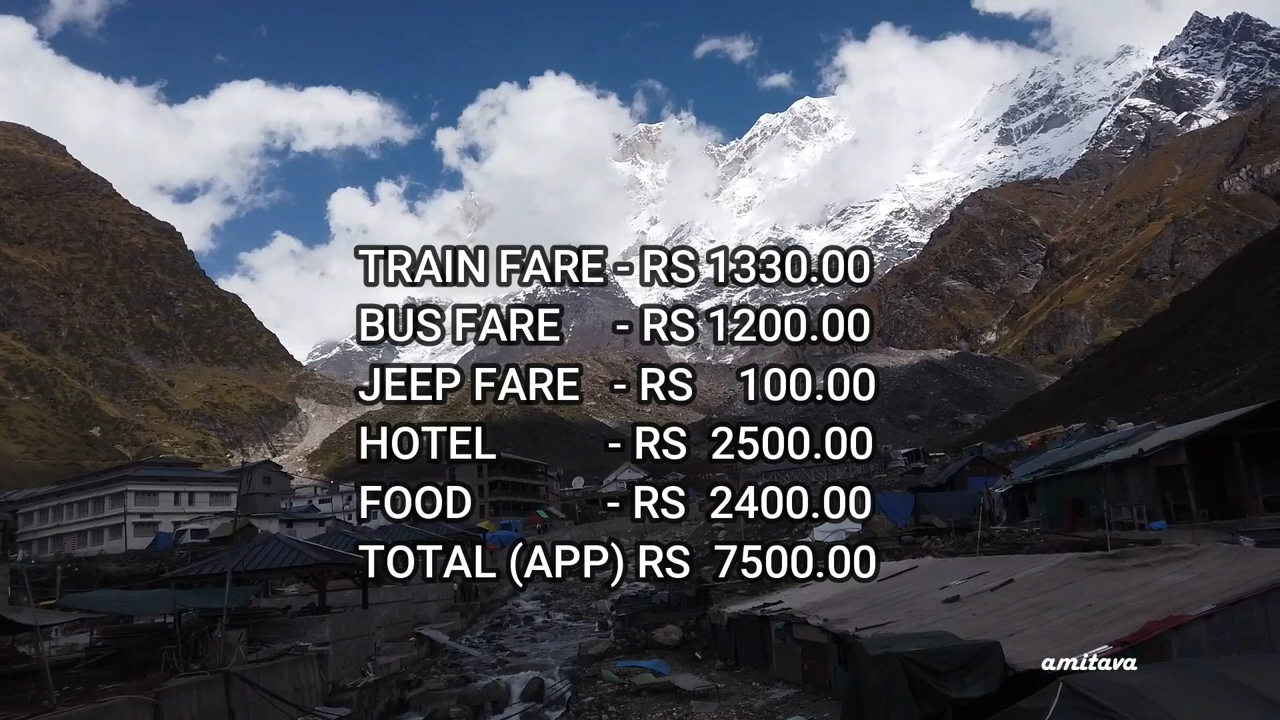 TRAIN FARE - RS 1330.00
BUS FARE - RS 1200.00
JEEP FARE - RS 100.00
HOTEL - RS 2500.00
FOOD - RS 2400.00
TOTAL (APP) RS 7500.00
amitava